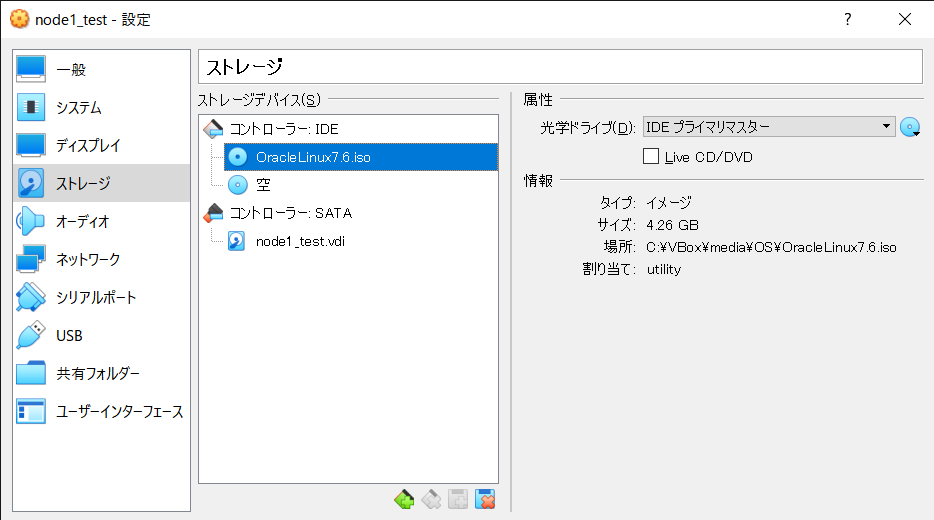 node1_test - 設定
?
一般
システム
ディスプレイ
ストレージ
オーディオ
ネットワーク
シリアルポート
USB
共有フォルダー
ユーザーインターフェース
ストレージ
ストレージデバイス(S)
コントローラー: IDE
OracleLinux7.6.iso
空
コントローラー: SATA
node1_test.vdi
属性
光学ドライブ(D): IDE プライマリマスター
Live CD/DVD
情報
タイプ: イメージ
サイズ: 4.26 GB
場所: C:¥VBox¥media¥OS¥OracleLinux7.6.iso
割り当て: utility